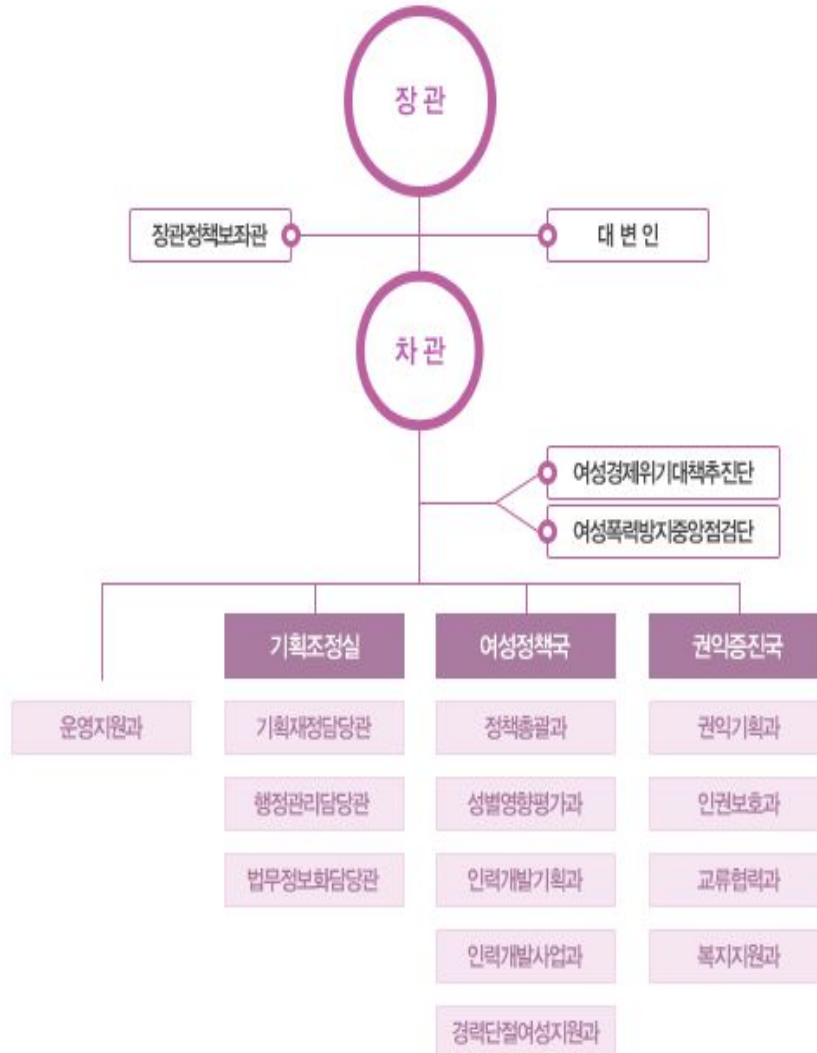 장 관
장관정책보좌관
대 변 인
차 관
여성경제위기대책추진단
여성폭력방지중앙점검단
기획조정실
여성정책국
권익증진국
운영지원과
기획재정담당관
정책총괄과
권익기획과
행정관리담당관
성별영향평가과
인권보호과
법무정보화담당관
인력개발기획과
교류협력과
인력개발사업과
복지지원과
경력단절여성지원과